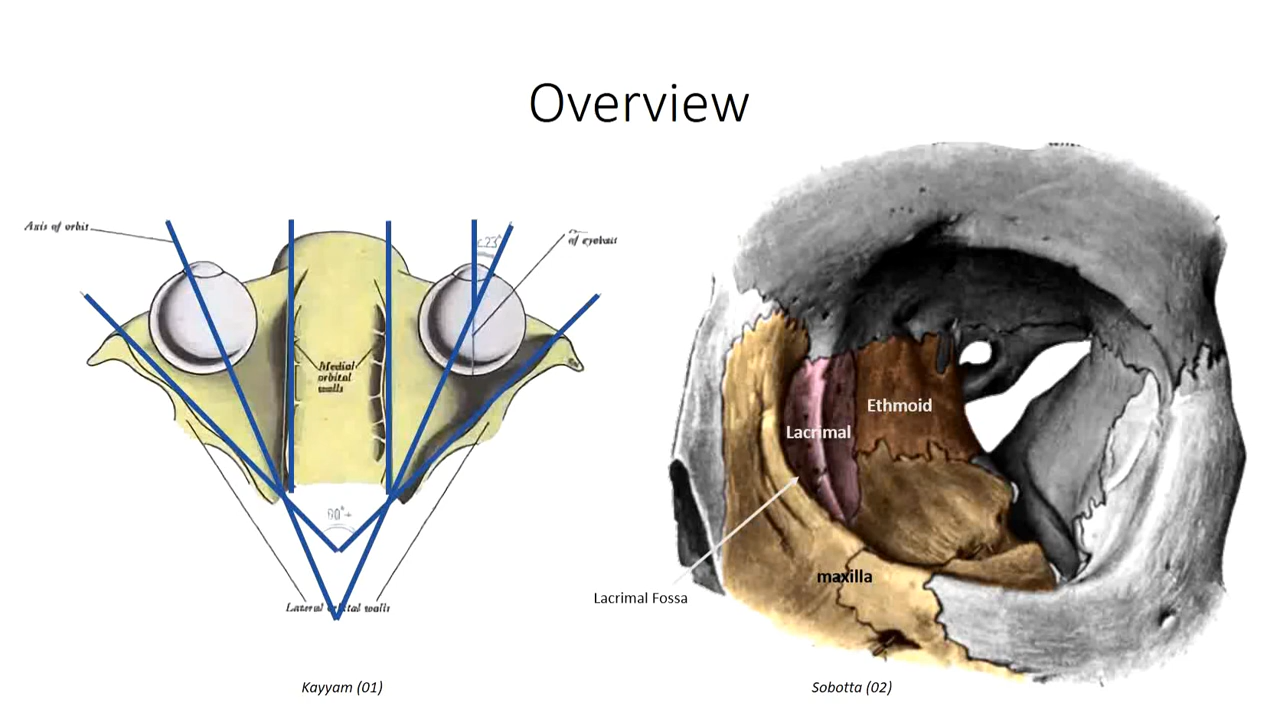 Overview
Axis of orbit
c23°
of eyeball
Medial
orbital
walls
Lateral orbital walls
Ethmoid
Lacrimal
maxilla
Lacrimal Fossa
Kayyam (01)
Sobotta (02)